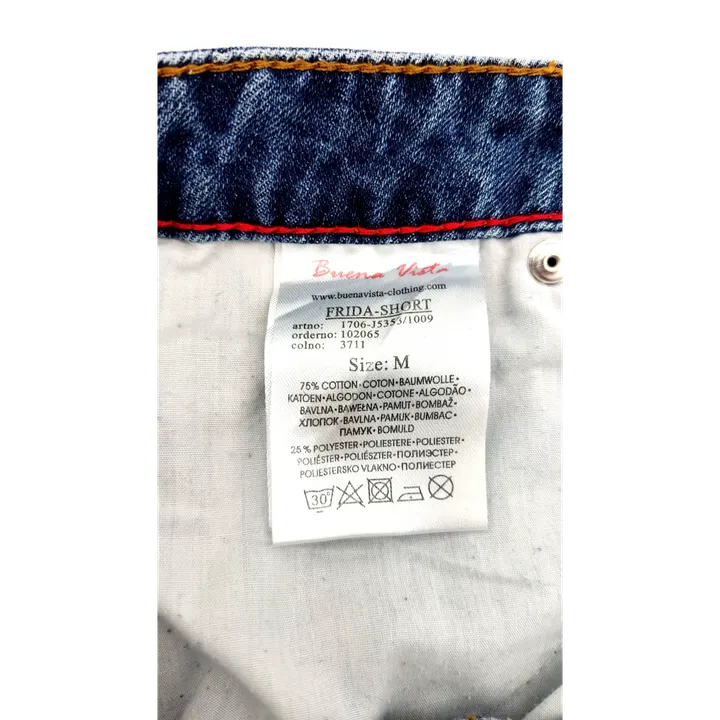 Buena Vista
www.buenavista-clothing.com
FRIDA-SHORT
artno: 1706-J5353/1009
orderno: 102065
colno: 3711
Size: M
75% COTTON•COTON•BAUMWOLLE•
KATOEN•ALGODON•COTONE•ALGODÃO•
BAVLNA•BAWEŁNA•PAMUT•BOMBAŽ•
ХЛОПОК•BAVLNA•PAMUK•BUMBAC•
ПАМУК•BOMULD
25% POLYESTER•POLIESTERE•POLIESTER•
POLIÉSTER•POLIÉSZTER•ПОЛИЭСТЕР•
POLIESTERSKO VLAKNO•ПОЛИЕСТЕР
30°